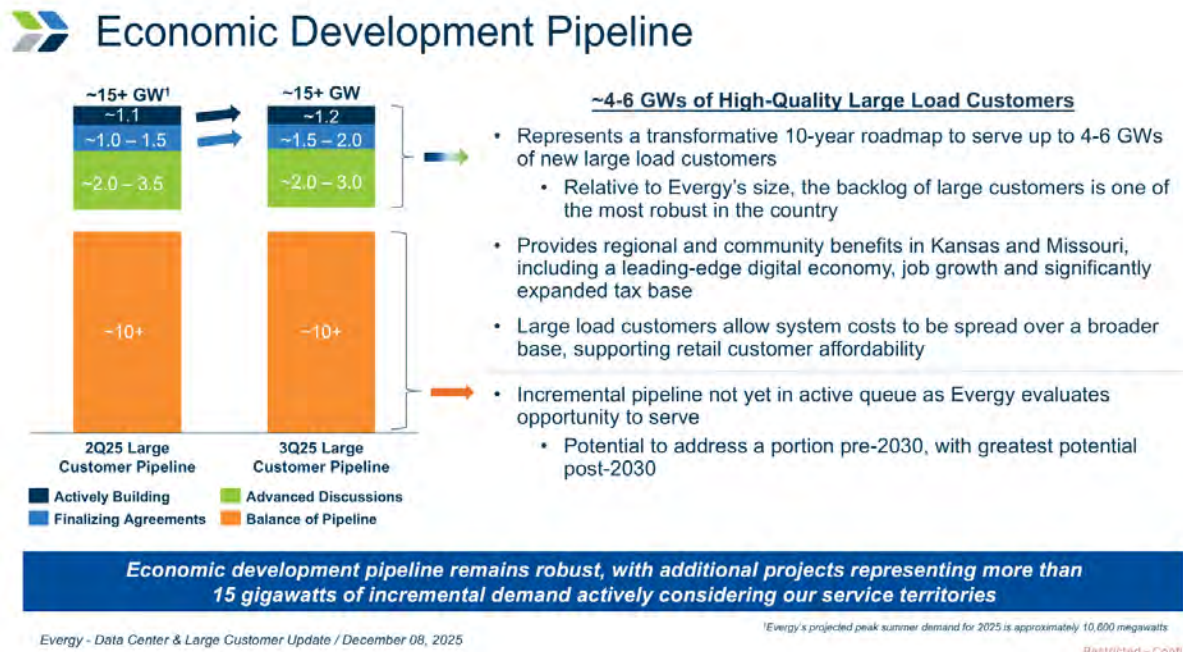 Economic Development Pipeline
~15+ GW¹
~15+ GW
~1.1
~1.2
~1.0 – 1.5
~1.5 – 2.0
~2.0 – 3.5
~2.0 – 3.0
~10+
~10+
2Q25 Large
Customer Pipeline
3Q25 Large
Customer Pipeline
Actively Building
Advanced Discussions
Finalizing Agreements
Balance of Pipeline
~4-6 GWs of High-Quality Large Load Customers
• Represents a transformative 10-year roadmap to serve up to 4-6 GWs
of new large load customers
• Relative to Evergy's size, the backlog of large customers is one of
the most robust in the country
• Provides regional and community benefits in Kansas and Missouri,
including a leading-edge digital economy, job growth and significantly
expanded tax base
• Large load customers allow system costs to be spread over a broader
base, supporting retail customer affordability
• Incremental pipeline not yet in active queue as Evergy evaluates
opportunity to serve
• Potential to address a portion pre-2030, with greatest potential
post-2030
Economic development pipeline remains robust, with additional projects representing more than
15 gigawatts of incremental demand actively considering our service territories
Evergy - Data Center & Large Customer Update / December 08, 2025
¹Evergy's projected peak summer demand for 2025 is approximately 10,600 megawatts
Restricted – Confi